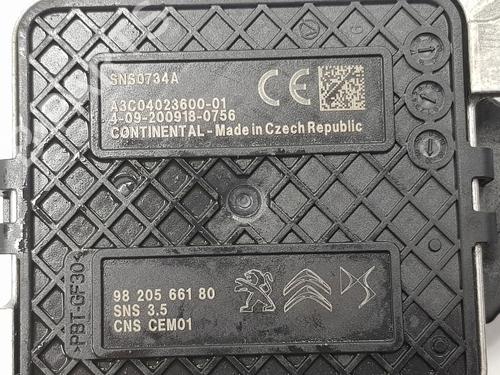 SNS0734A
CE
A3C04023600-01
4-09-200918-0756
CONTINENTAL - Made in Czech Republic
98 205 661 80
SNS 3.5
CNS CEM01
>PBT-GF30<